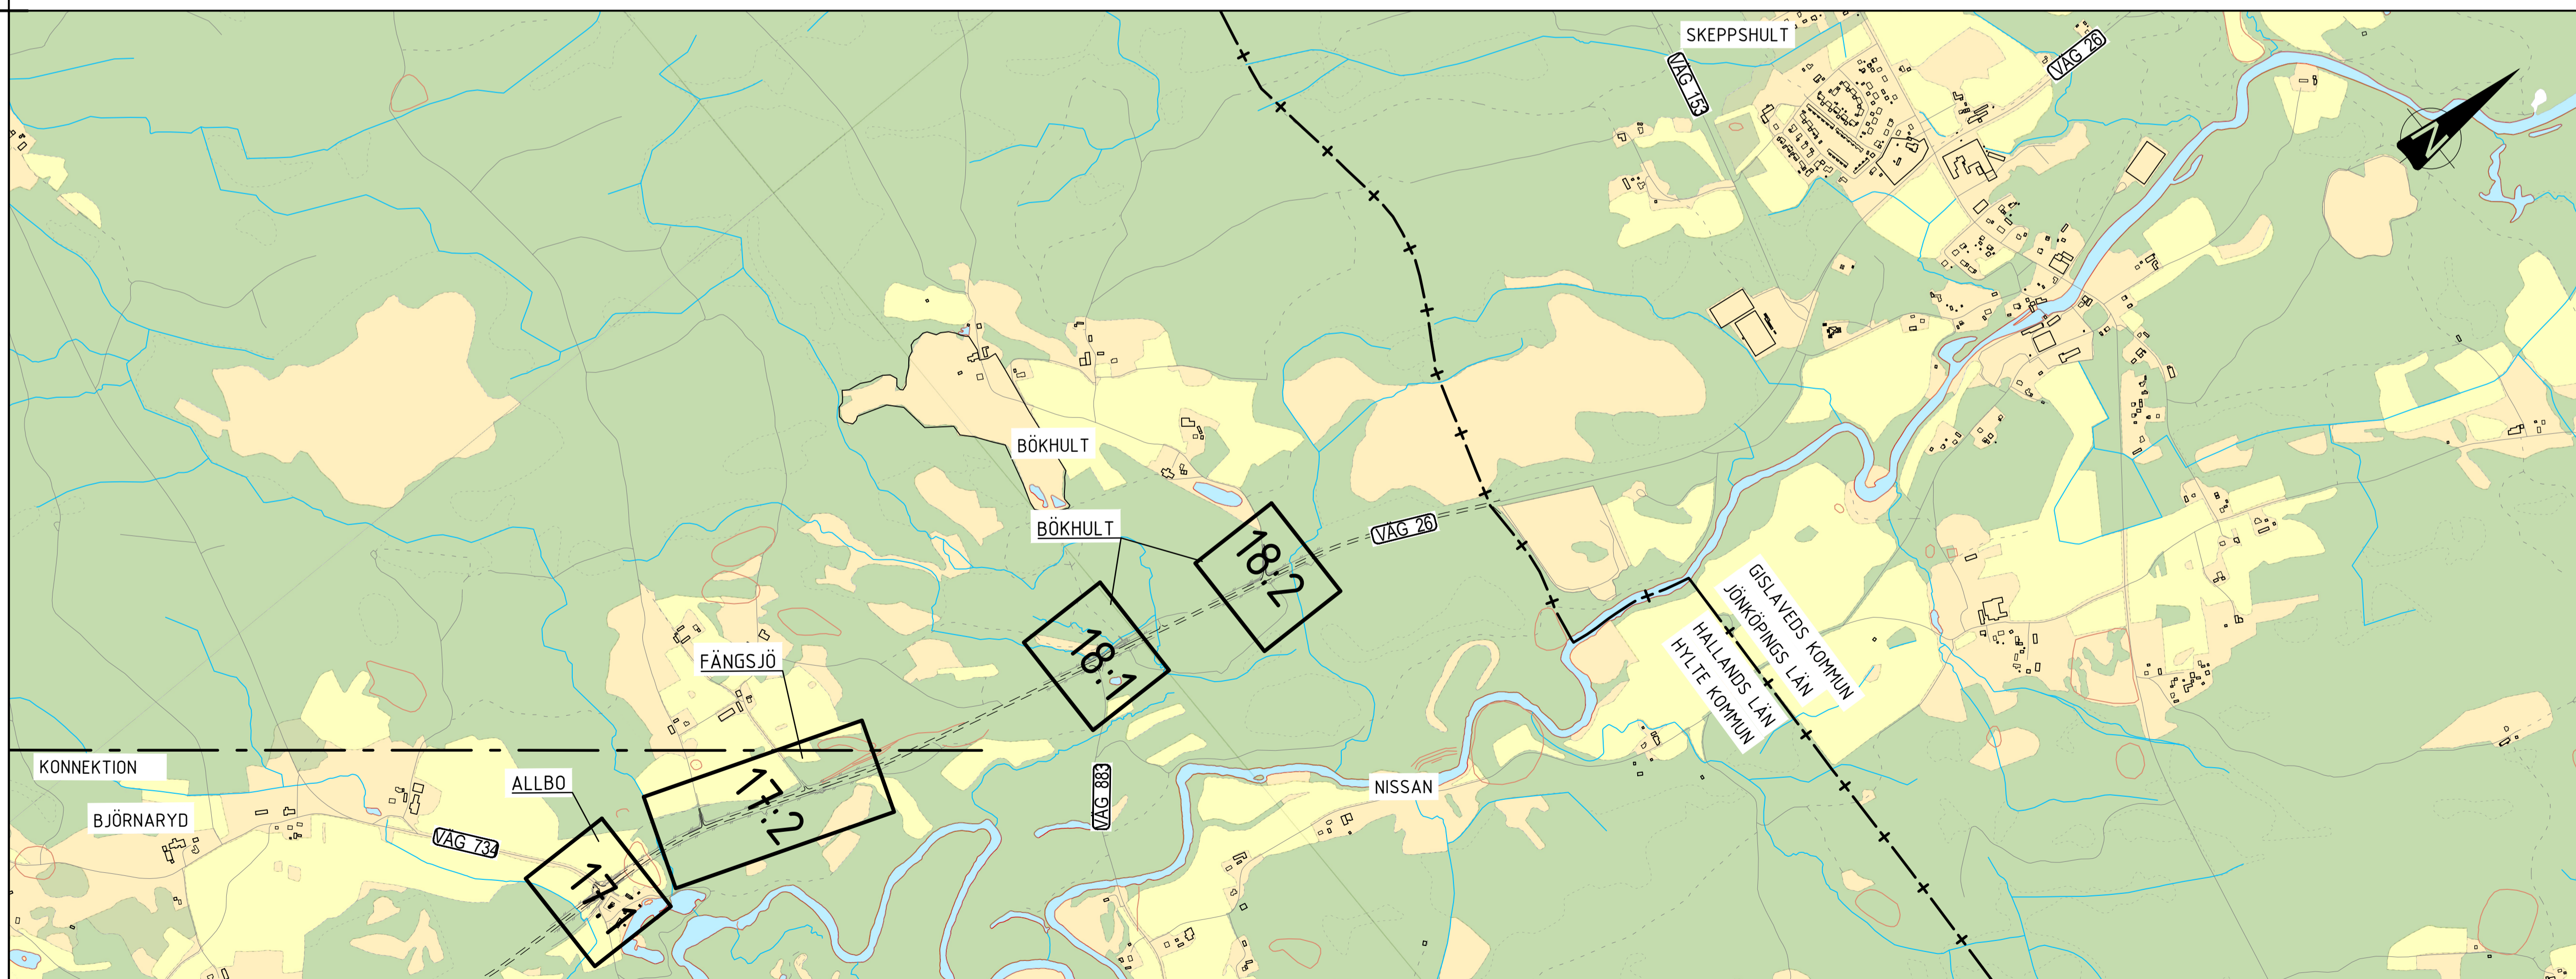 SKEPPSHULT
VÄG 26
VÄG 153
N
BÖKHULT
BÖKHULT
VÄG 26
18:2
18:1
GISLAVEDS KOMMUN
JÖNKÖPINGS LÄN
HALLANDS LÄN
HYLTE KOMMUN
FÄNGSJÖ
KONNEKTION
ALLBO
17:2
NISSAN
VÄG 883
BJÖRNARYD
VÄG 734
17:1